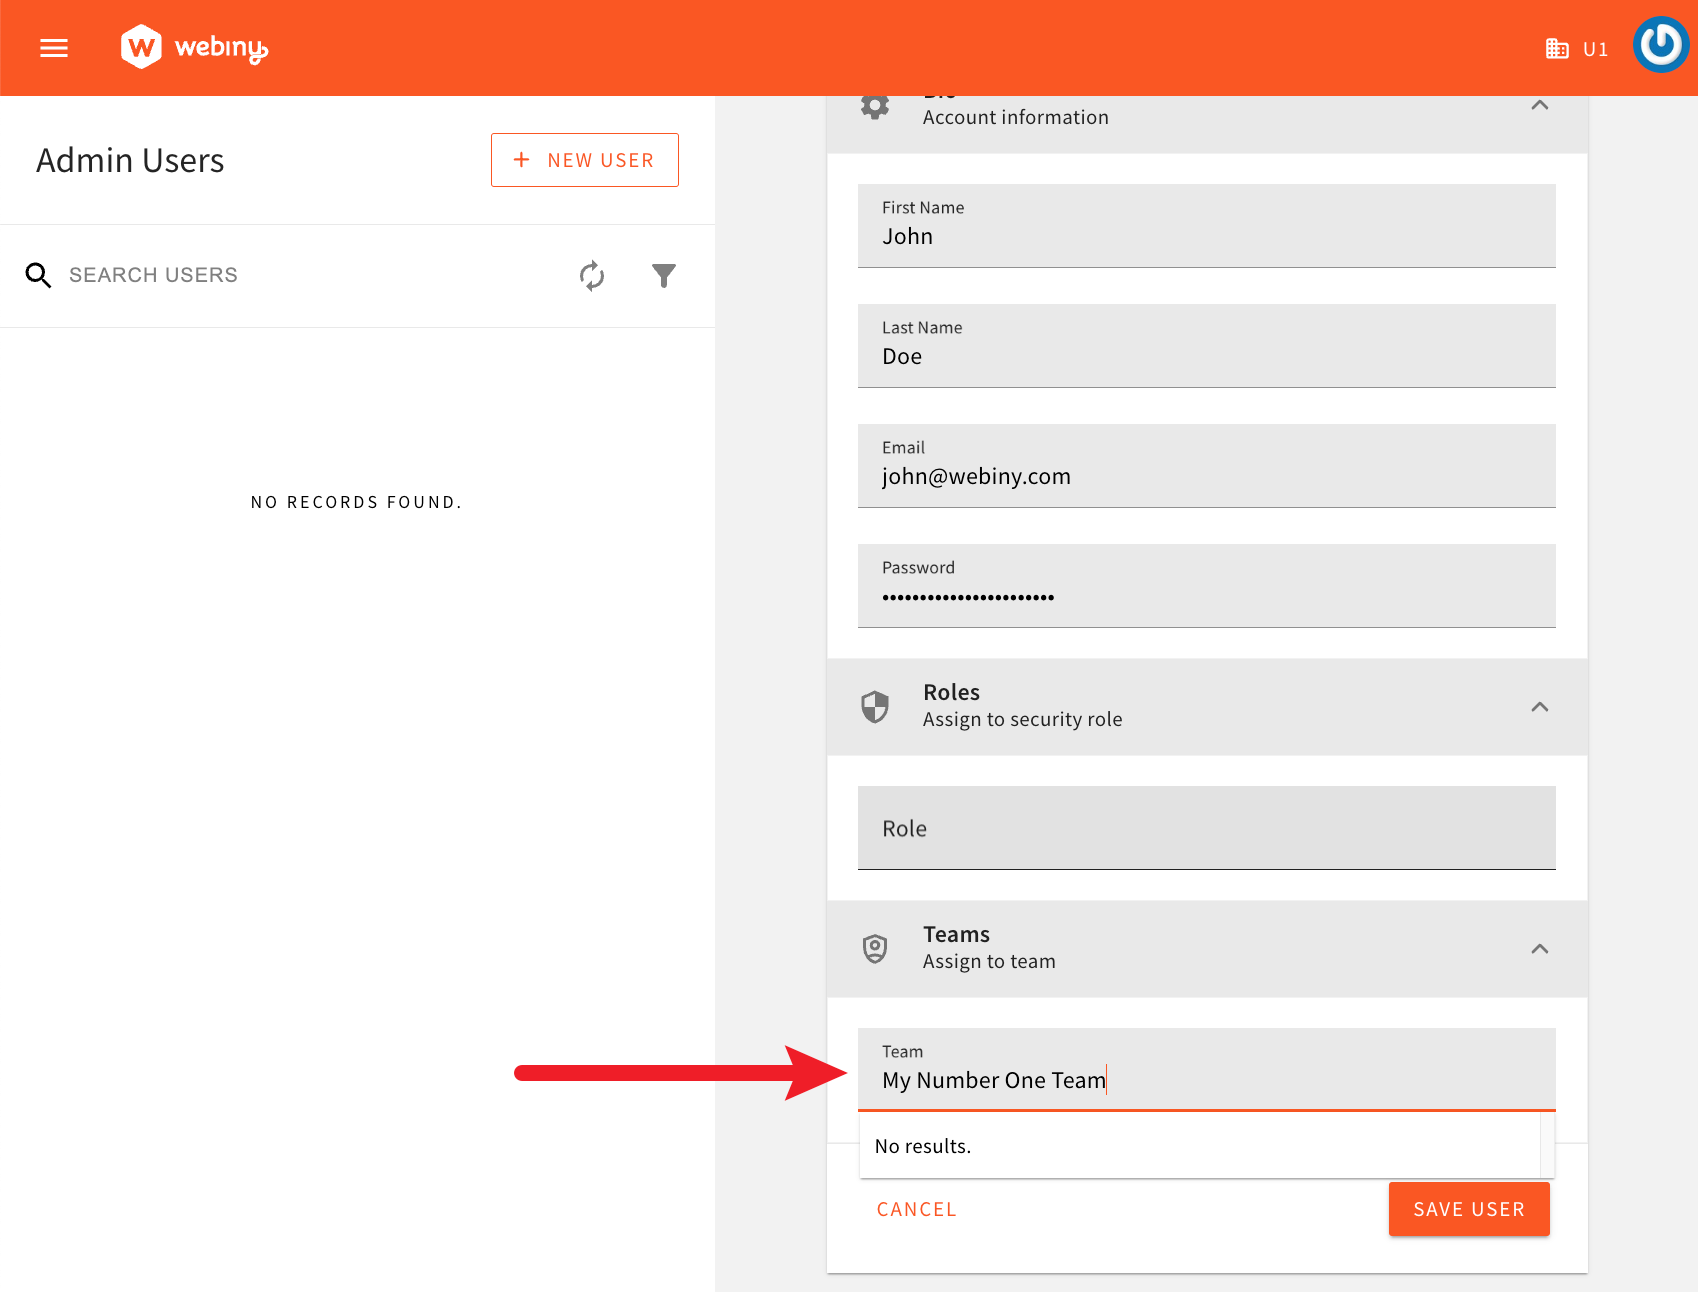 webiny
U1
Admin Users
+ NEW USER
SEARCH USERS
NO RECORDS FOUND.
Account information
First Name
John
Last Name
Doe
Email
john@webiny.com
Password
•••••••••••••••••••••••
Roles
Assign to security role
Role
Teams
Assign to team
Team
My Number One Team
No results.
CANCEL
SAVE USER